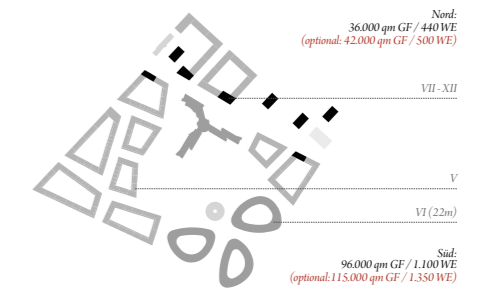 Nord:
36.000 qm GF / 440 WE
(optional: 42.000 qm GF / 500 WE)
VII - XII
V
VI (22m)
Süd:
96.000 qm GF / 1.100 WE
(optional:115.000 qm GF / 1.350 WE)